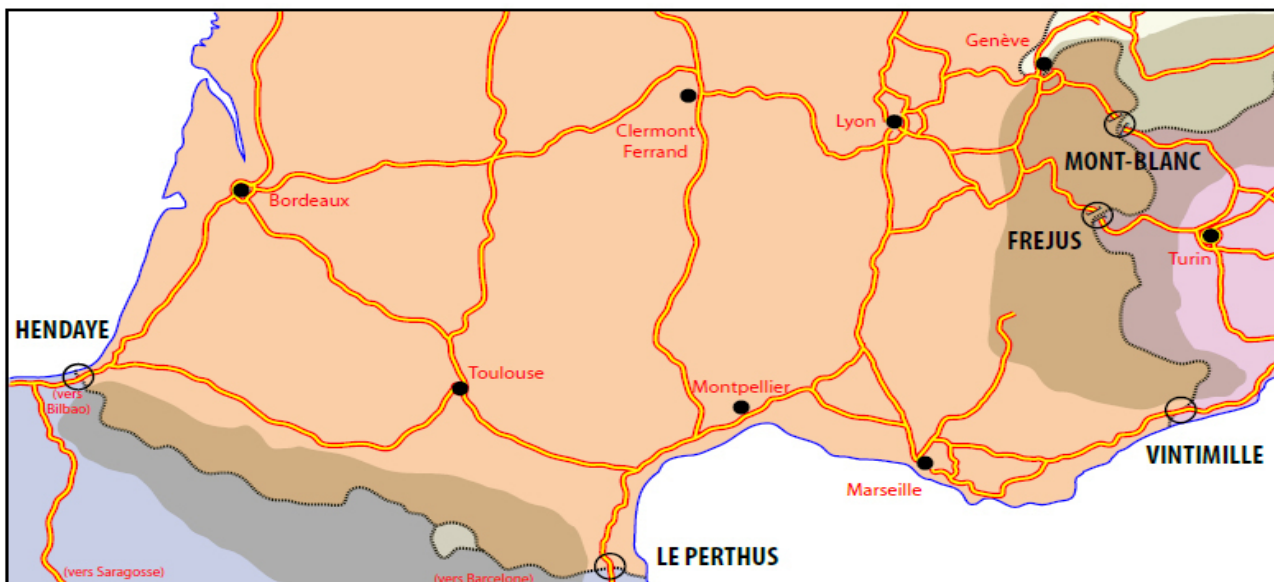 Genève
Clermont
Ferrand
Lyon
MONT-BLANC
Bordeaux
FREJUS
Turin
HENDAYE
Toulouse
Montpellier
(vers
Bilbao)
VINTIMILLE
Marseille
LE PERTHUS
(vers Saragosse)
(vers Barcelone)